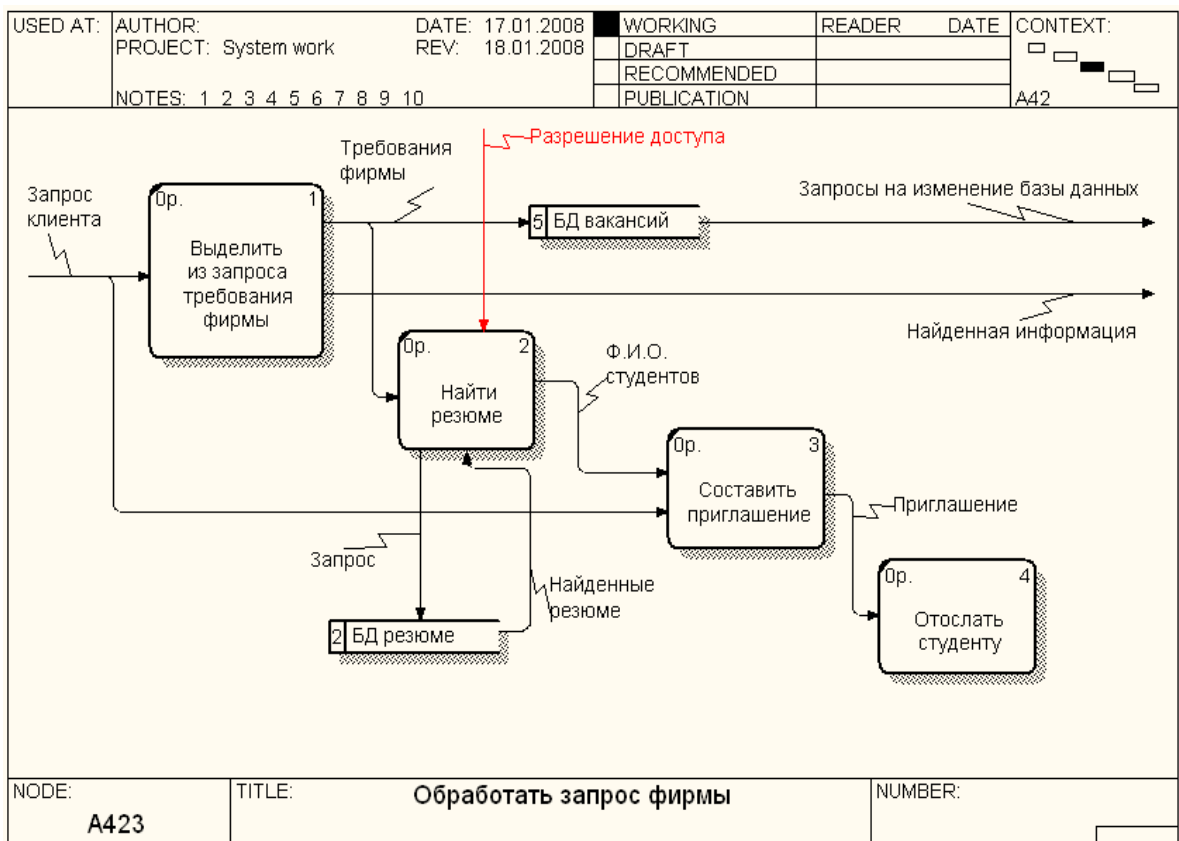 USED AT:
AUTHOR:
DATE: 17.01.2008
PROJECT: System work
REV: 18.01.2008
NOTES: 1 2 3 4 5 6 7 8 9 10
WORKING
DRAFT
RECOMMENDED
PUBLICATION
READER DATE
CONTEXT:
A42
Разрешение доступа
Требования
фирмы
Запрос
клиента
Запросы на изменение базы данных
0р. 1
Выделить
из запроса
требования
фирмы
5 БД вакансий
Найденная информация
0р. 2
Найти
резюме
Ф.И.О.
студентов
0р. 3
Составить
приглашение
Приглашение
Запрос
Найденные
резюме
2 БД резюме
0р. 4
Отослать
студенту
NODE:
A423
TITLE:
Обработать запрос фирмы
NUMBER: